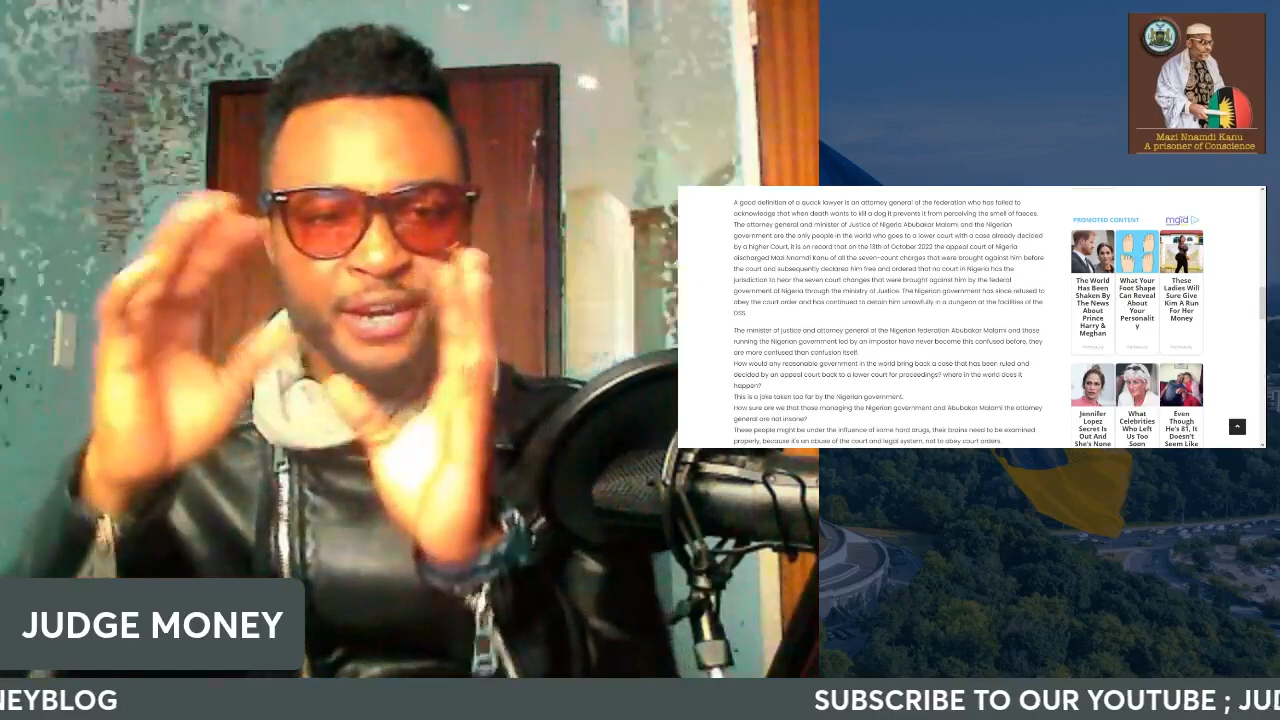 Mazi Nnamdi Kanu
A prisoner of Conscience
A good definition of a quack lawyer is an attorney general of the federation who has failed to
acknowledge that when death wants to kill a dog it prevents it from perceiving the smell of faeces.
The attorney general and minister of Justice of Nigeria Abubakar Malami and the Nigerian
government are the only people in the world who goes to a lower court with a case already decided
by a higher Court, it is on record that on the 13th of October 2022 the appeal court of Nigeria
discharged Mazi Nnamdi Kanu of all the seven-count charges that were brought against him before
the court and subsequently declared him free and ordered that no court in Nigeria has the
jurisdiction to hear the seven court charges that were brought against him by the federal
government of Nigeria through the ministry of Justice. The Nigerian government has since refused to
obey the court order and has continued to detain him unlawfully in a dungeon at the facilities of the
DSS.
The minister of justice and attorney general of the Nigerian federation Abubakar Malami and those
running the Nigerian government led by an impostor have never become this confused before, they
are more confused than confusion itself.
How would any reasonable government in the world bring back a case that has been ruled and
decided by an appeal court back to a lower court for proceedings? where in the world does it
happen?
This is a joke taken too far by the Nigerian government.
How sure are we that those managing the Nigerian government and Abubakar Malami the attorney
general are not insane?
These people might be under the influence of some hard drugs, their brains need to be examined
properly, because it's an abuse of the court and legal system, not to obey court orders.
PROMOTED CONTENT
mgid
The
World
Has Been
Shaken By
The News
About
Prince
Harry &
Meghan
What Your
Foot Shape
Can Reveal
About
Your
Personalit
y
These
Ladies Will
Sure Give
Kim A Run
For Her
Money
Jennifer
Lopez
Secret Is
Out And
She's None
What
Celebrities
Who Left
Us Too
Soon
Even
Though
He's 81, It
Doesn't
Seem Like
JUDGE MONEY
NEYBLOG
SUBSCRIBE TO OUR YOUTUBE ; JUD